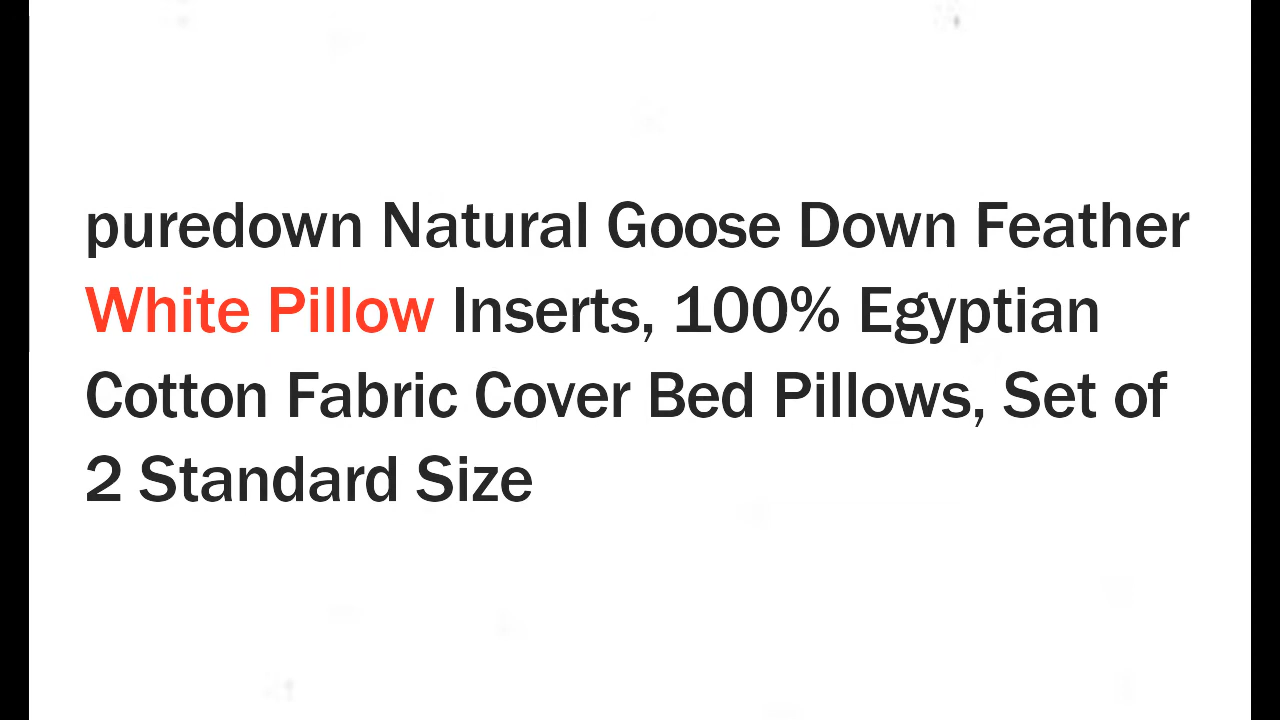 puredown Natural Goose Down Feather
White Pillow Inserts, 100% Egyptian
Cotton Fabric Cover Bed Pillows, Set of
2 Standard Size